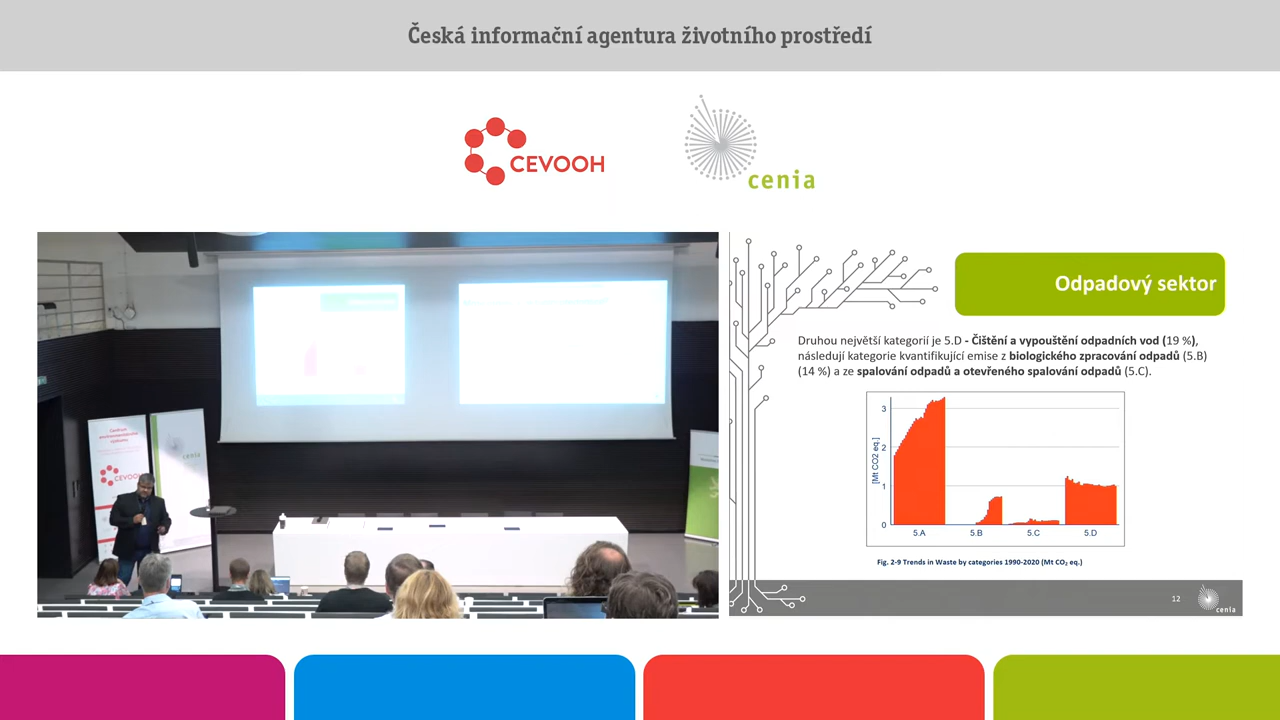 Česká informační agentura životního prostředí
CEVOOH
cenia
Odpadový sektor
Druhou největší kategorií je 5.D - Čištění a vypouštění odpadních vod (19 %),
následují kategorie kvantifikující emise z biologického zpracování odpadů (5.B)
(14 %) a ze spalování odpadů a otevřeného spalování odpadů (5.C).
[Mt CO2 eq.]
3
2
1
0
5.A
5.B
5.C
5.D
Fig. 2-9 Trends in Waste by categories 1990-2020 (Mt CO₂ eq.)
12
cenia
CEVOOH
cenia